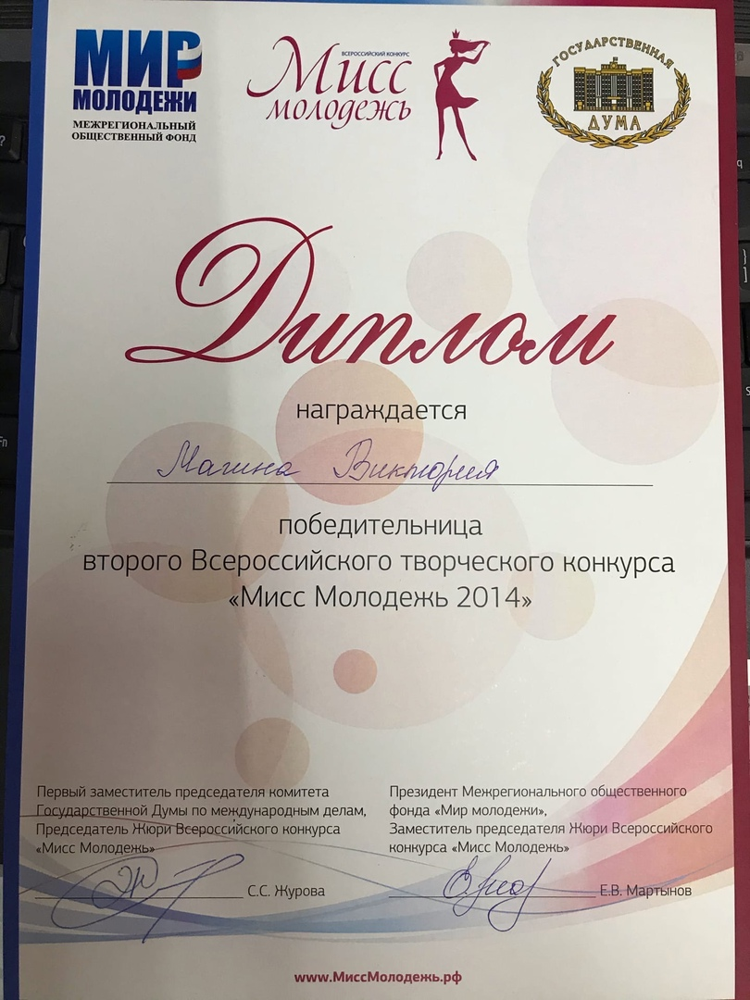 МИР
МОЛОДЕЖИ
МЕЖРЕГИОНАЛЬНЫЙ
ОБЩЕСТВЕННЫЙ ФОНД
ВСЕРОССИЙСКИЙ КОНКУРС
Мисс
молодежь
ГОСУДАРСТВЕННАЯ
ДУМА
Диплом
награждается
Магина Виктория
победительница
второго Всероссийского творческого конкурса
«Мисс Молодежь 2014»
Первый заместитель председателя комитета
Государственной Думы по международным делам,
Председатель Жюри Всероссийского конкурса
«Мисс Молодежь»
С.С. Журова
Президент Межрегионального общественного
фонда «Мир молодежи»,
Заместитель председателя Жюри Всероссийского
конкурса «Мисс Молодежь»
Е.В. Мартынов
www.МиссМолодежь.рф